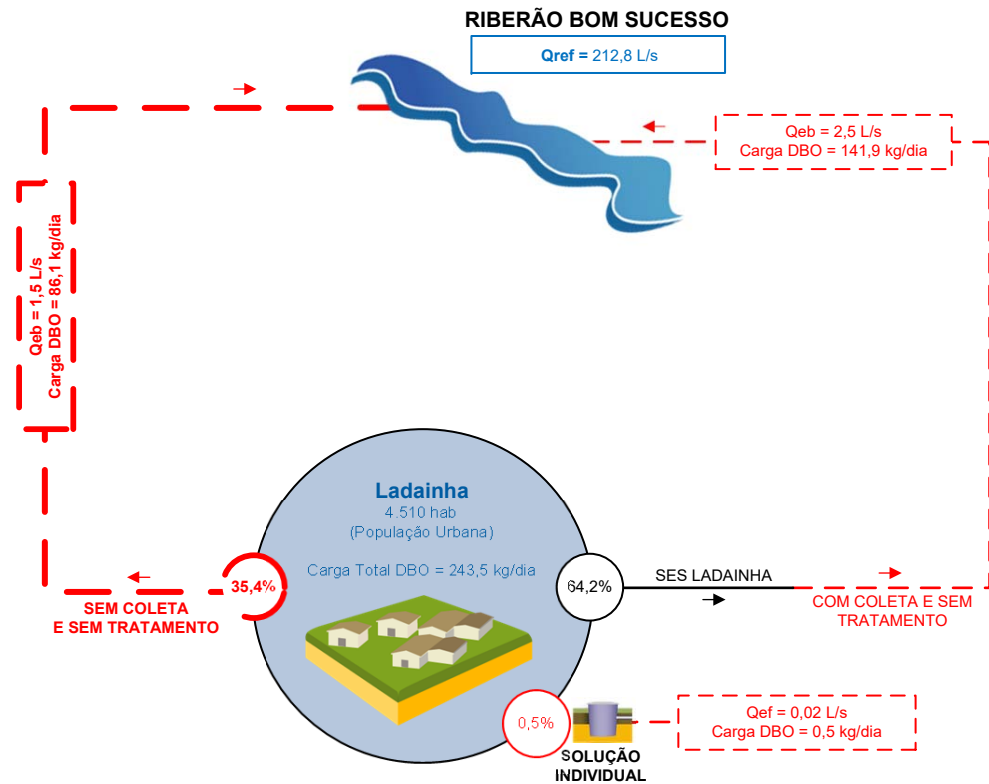 RIBERÃO BOM SUCESSO
Qref = 212,8 L/s
Qeb = 2,5 L/s
Carga DBO = 141,9 kg/dia
Qeb = 1,5 L/s
Carga DBO = 86,1 kg/dia
Ladainha
4.510 hab
(População Urbana)
Carga Total DBO = 243,5 kg/dia
35,4%
64,2%
SES LADAINHA
SEM COLETA
E SEM TRATAMENTO
COM COLETA E SEM
TRATAMENTO
0,5%
SOLUÇÃO
INDIVIDUAL
Qef = 0,02 L/s
Carga DBO = 0,5 kg/dia